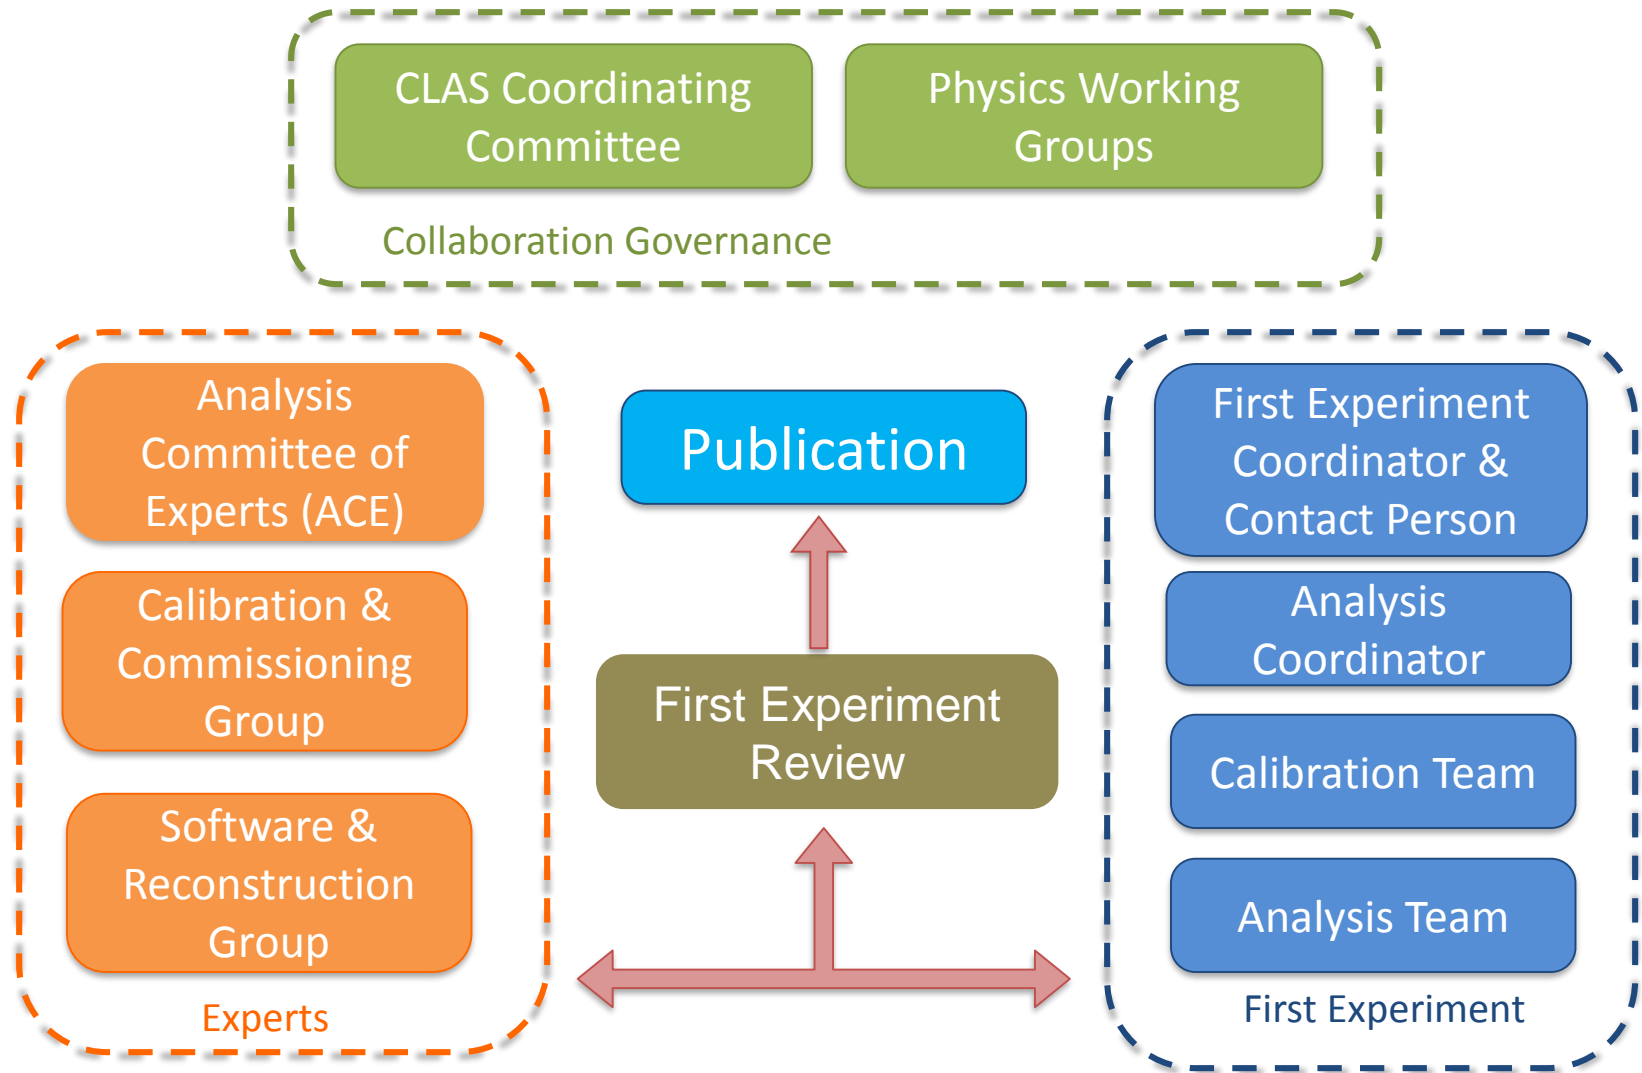 CLAS Coordinating
Committee
Physics Working
Groups
Collaboration Governance
Analysis
Committee of
Experts (ACE)
Calibration &
Commissioning
Group
Software &
Reconstruction
Group
Experts
Publication
First Experiment
Review
First Experiment
Coordinator &
Contact Person
Analysis
Coordinator
Calibration Team
Analysis Team
First Experiment